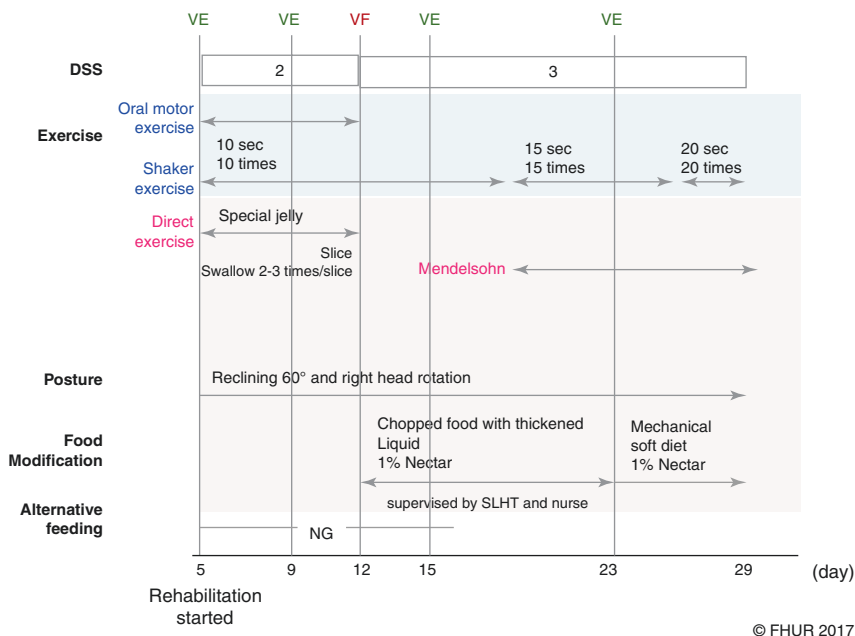 VE VE VF VE VE
DSS
2 3
Oral motor
exercise
Exercise
10 sec
10 times
15 sec
15 times
20 sec
20 times
Shaker
exercise
Direct
exercise
Special jelly
Slice
Swallow 2-3 times/slice
Mendelsohn
Posture
Reclining 60° and right head rotation
Food
Modification
Chopped food with thickened
Liquid
1% Nectar
Mechanical
soft diet
1% Nectar
supervised by SLHT and nurse
Alternative
feeding
NG
5 9 12 15 23 29 (day)
Rehabilitation
started
© FHUR 2017